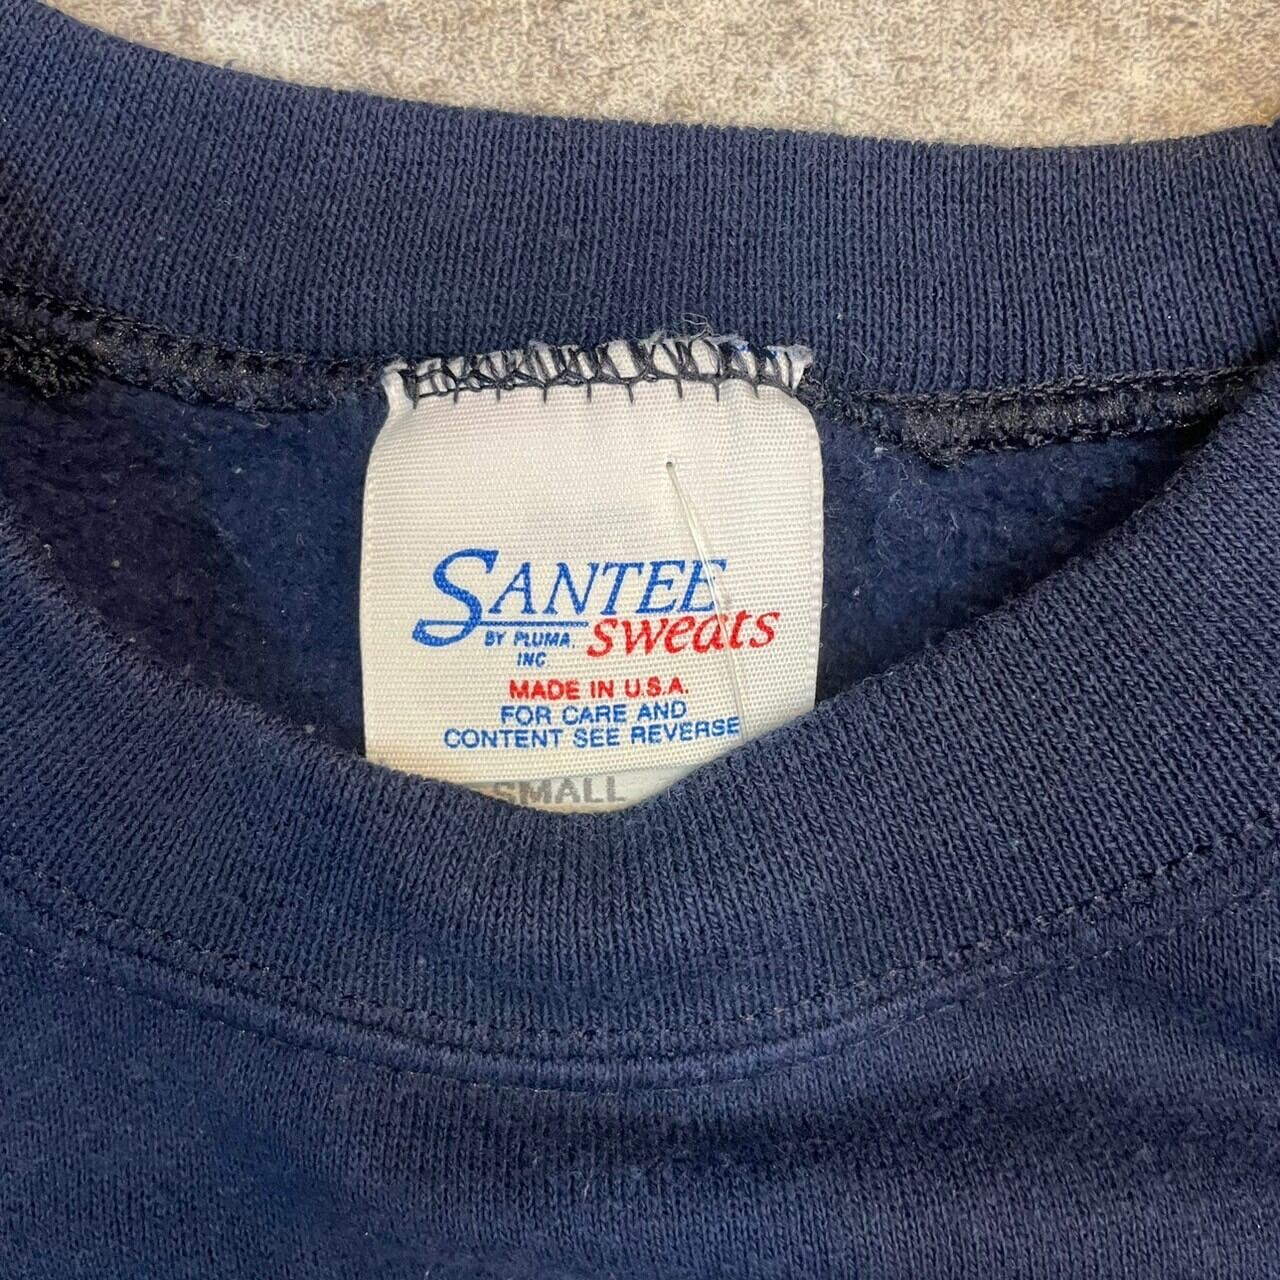 SANTEE
BY PLUMA, sweats
INC
MADE IN U.S.A.
FOR CARE AND
CONTENT SEE REVERSE
SMALL